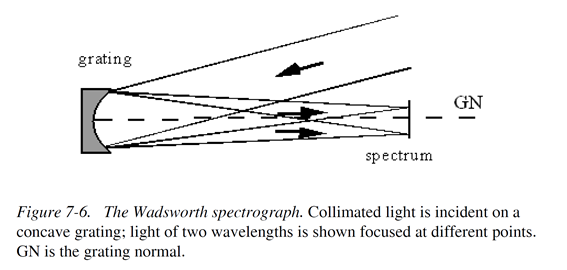 grating
GN
spectrum
Figure 7-6. The Wadsworth spectrograph. Collimated light is incident on a
concave grating; light of two wavelengths is shown focused at different points.
GN is the grating normal.